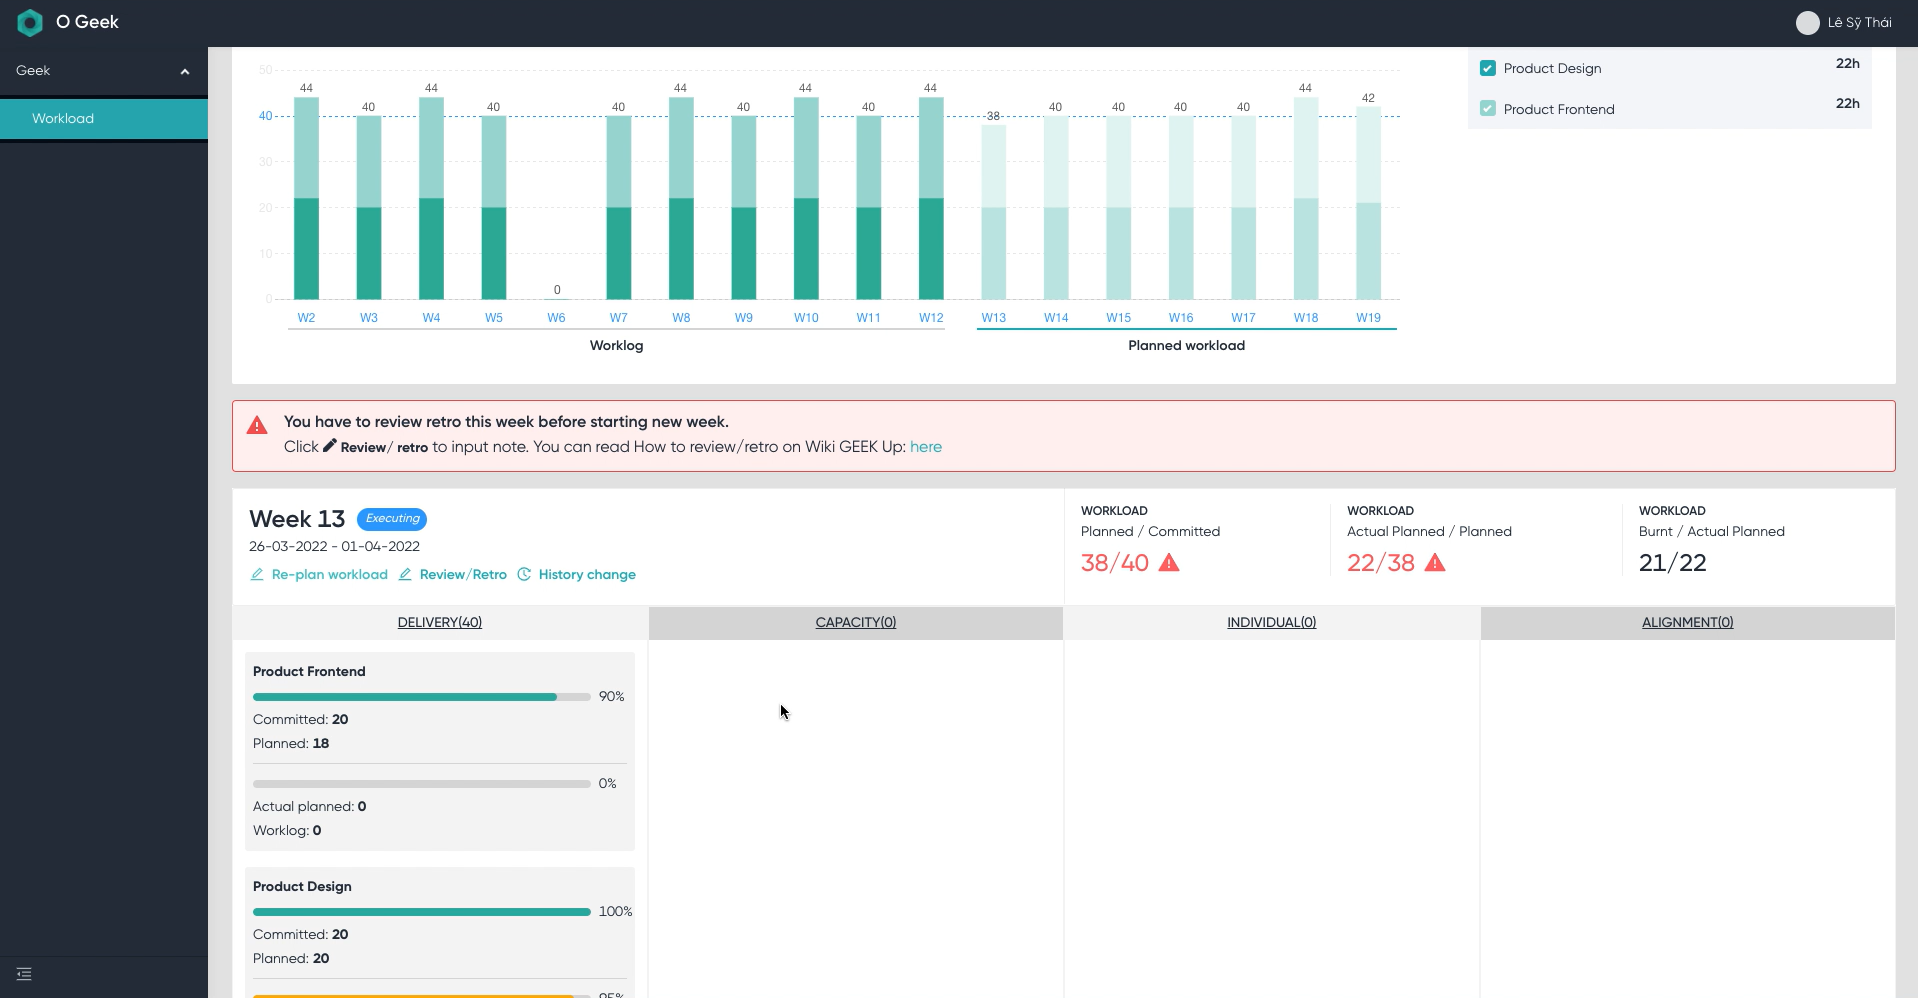 O Geek
Lê Sỹ Thái
Geek
Workload
50
40
30
20
10
0
44
40
44
40
0
40
44
40
44
40
44
38
40
40
40
40
44
42
W2
W3
W4
W5
W6
W7
W8
W9
W10
W11
W12
W13
W14
W15
W16
W17
W18
W19
Worklog
Planned workload
Product Design 22h
Product Frontend 22h
You have to review retro this week before starting new week.
Click Review/ retro to input note. You can read How to review/retro on Wiki GEEK Up: here
Week 13 Executing
26-03-2022 - 01-04-2022
Re-plan workload Review/Retro History change
WORKLOAD
Planned / Committed
38/40
WORKLOAD
Actual Planned / Planned
22/38
WORKLOAD
Burnt / Actual Planned
21/22
DELIVERY(40)
CAPACITY(0)
INDIVIDUAL(0)
ALIGNMENT(0)
Product Frontend
90%
Committed: 20
Planned: 18
0%
Actual planned: 0
Worklog: 0
Product Design
100%
Committed: 20
Planned: 20